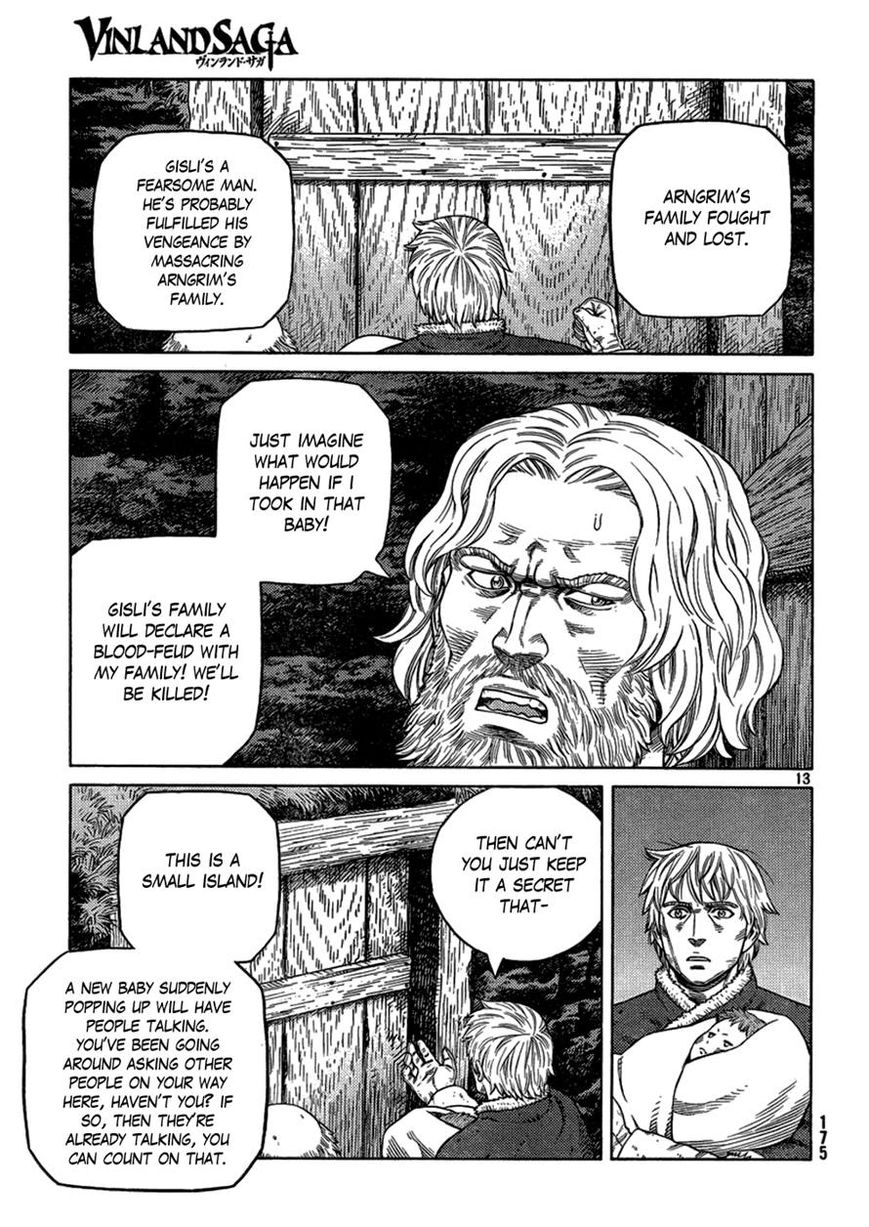 VINLAND SAGA
ヴィンランド・サガ
ARNGRIM'S
FAMILY FOUGHT
AND LOST.
GISLI'S A
FEARSOME MAN.
HE'S PROBABLY
FULFILLED HIS
VENGEANCE BY
MASSACRING
ARNGRIM'S
FAMILY.
JUST IMAGINE
WHAT WOULD
HAPPEN IF I
TOOK IN THAT
BABY!
GISLI'S FAMILY
WILL DECLARE A
BLOOD-FEUD WITH
MY FAMILY! WE'LL
BE KILLED!
13
THEN CAN'T
YOU JUST KEEP
IT A SECRET
THAT-
THIS IS A
SMALL ISLAND!
A NEW BABY SUDDENLY
POPPING UP WILL HAVE
PEOPLE TALKING.
YOU'VE BEEN GOING
AROUND ASKING OTHER
PEOPLE ON YOUR WAY
HERE, HAVEN'T YOU? IF
SO, THEN THEY'RE
ALREADY TALKING, YOU
CAN COUNT ON THAT.
175